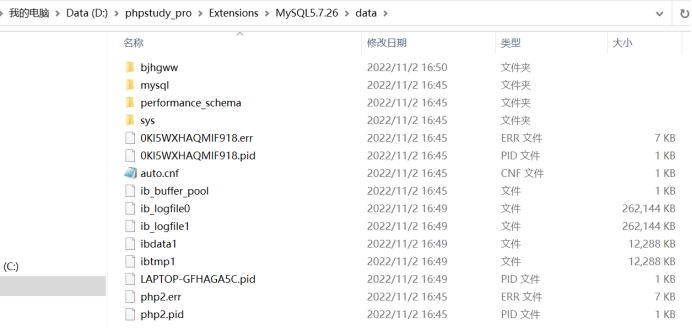 我的电脑 > Data (D:) > phpstudy_pro > Extensions > MySQL5.7.26 > data >
名称 修改日期 类型 大小
bjhgww 2022/11/2 16:50 文件夹
mysql 2022/11/2 16:45 文件夹
performance_schema 2022/11/2 16:45 文件夹
sys 2022/11/2 16:45 文件夹
0KI5WXHAQMIF918.err 2022/11/2 16:45 ERR 文件 7 KB
0KI5WXHAQMIF918.pid 2022/11/2 16:45 PID 文件 1 KB
auto.cnf 2022/11/2 16:45 CNF 文件 1 KB
ib_buffer_pool 2022/11/2 16:45 文件 1 KB
ib_logfile0 2022/11/2 16:49 文件 262,144 KB
ib_logfile1 2022/11/2 16:45 文件 262,144 KB
ibdata1 2022/11/2 16:49 文件 12,288 KB
ibtmp1 2022/11/2 16:49 文件 12,288 KB
(C:)
LAPTOP-GFHAGA5C.pid 2022/11/2 16:49 PID 文件 1 KB
php2.err 2022/11/2 16:45 ERR 文件 7 KB
php2.pid 2022/11/2 16:45 PID 文件 1 KB